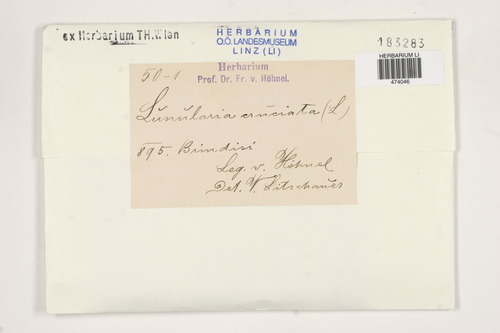 ex Herbarium TH. Wien
HERBARIUM
O.Ö. LANDESMUSEUM
LINZ (LI)
183283
HERBARIUM LI
474046
50-1
Herbarium
Prof. Dr. Fr. v. Höhnel.
Lunularia cruciata (L)
895. Brindisi
Leg. v. Höhnel
Det. V. Litschauer